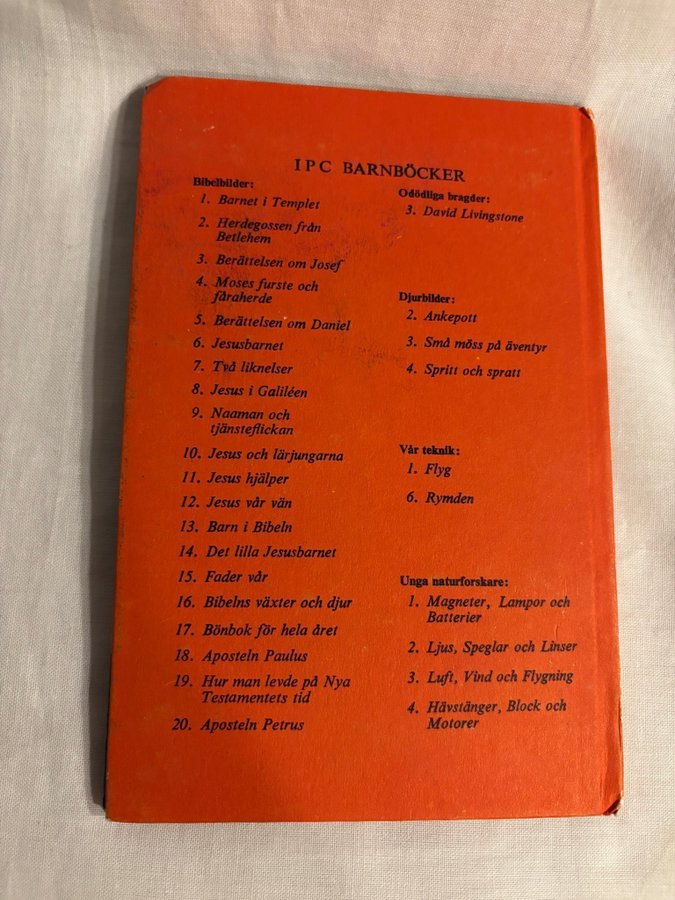 IPC BARNBÖCKER
Bibelbilder:
1. Barnet i Templet
2. Herdegossen från
Betlehem
3. Berättelsen om Josef
4. Moses furste och
fåraherde
5. Berättelsen om Daniel
6. Jesusbarnet
7. Två liknelser
8. Jesus i Galiléen
9. Naaman och
tjänsteflickan
10. Jesus och lärjungarna
11. Jesus hjälper
12. Jesus vår vän
13. Barn i Bibeln
14. Det lilla Jesusbarnet
15. Fader vår
16. Bibelns växter och djur
17. Bönbok för hela året
18. Aposteln Paulus
19. Hur man levde på Nya
Testamentets tid
20. Aposteln Petrus
Odödliga bragder:
3. David Livingstone
Djurbilder:
2. Ankepott
3. Små möss på äventyr
4. Spritt och spratt
Vår teknik:
1. Flyg
6. Rymden
Unga naturforskare:
1. Magneter, Lampor och
Batterier
2. Ljus, Speglar och Linser
3. Luft, Vind och Flygning
4. Hävstänger, Block och
Motorer